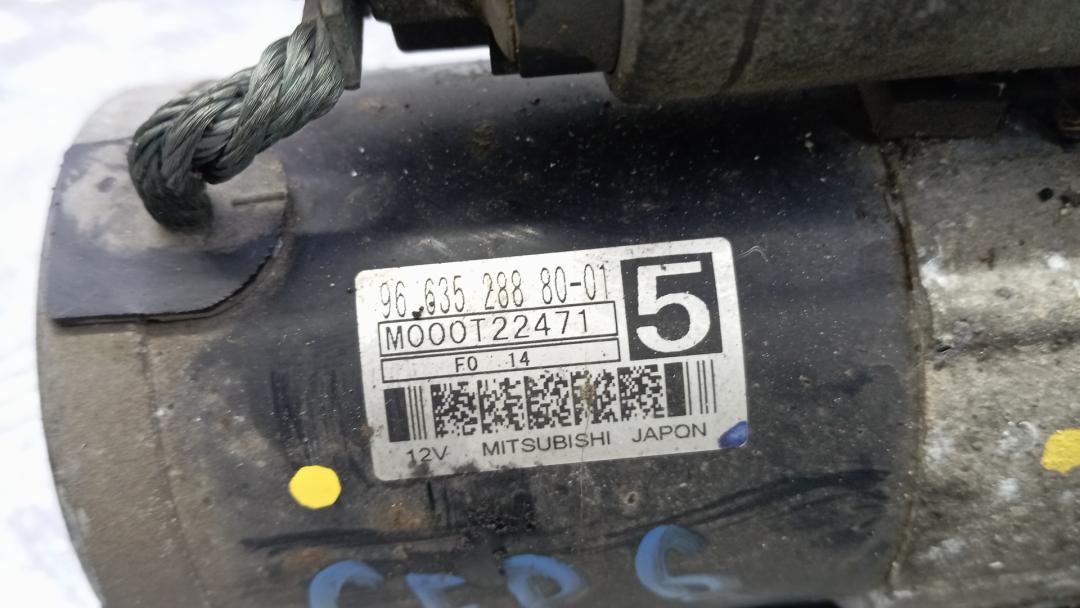 96.635 288 80-01
5
M000T22471
F0 14
12V MITSUBISHI JAPON